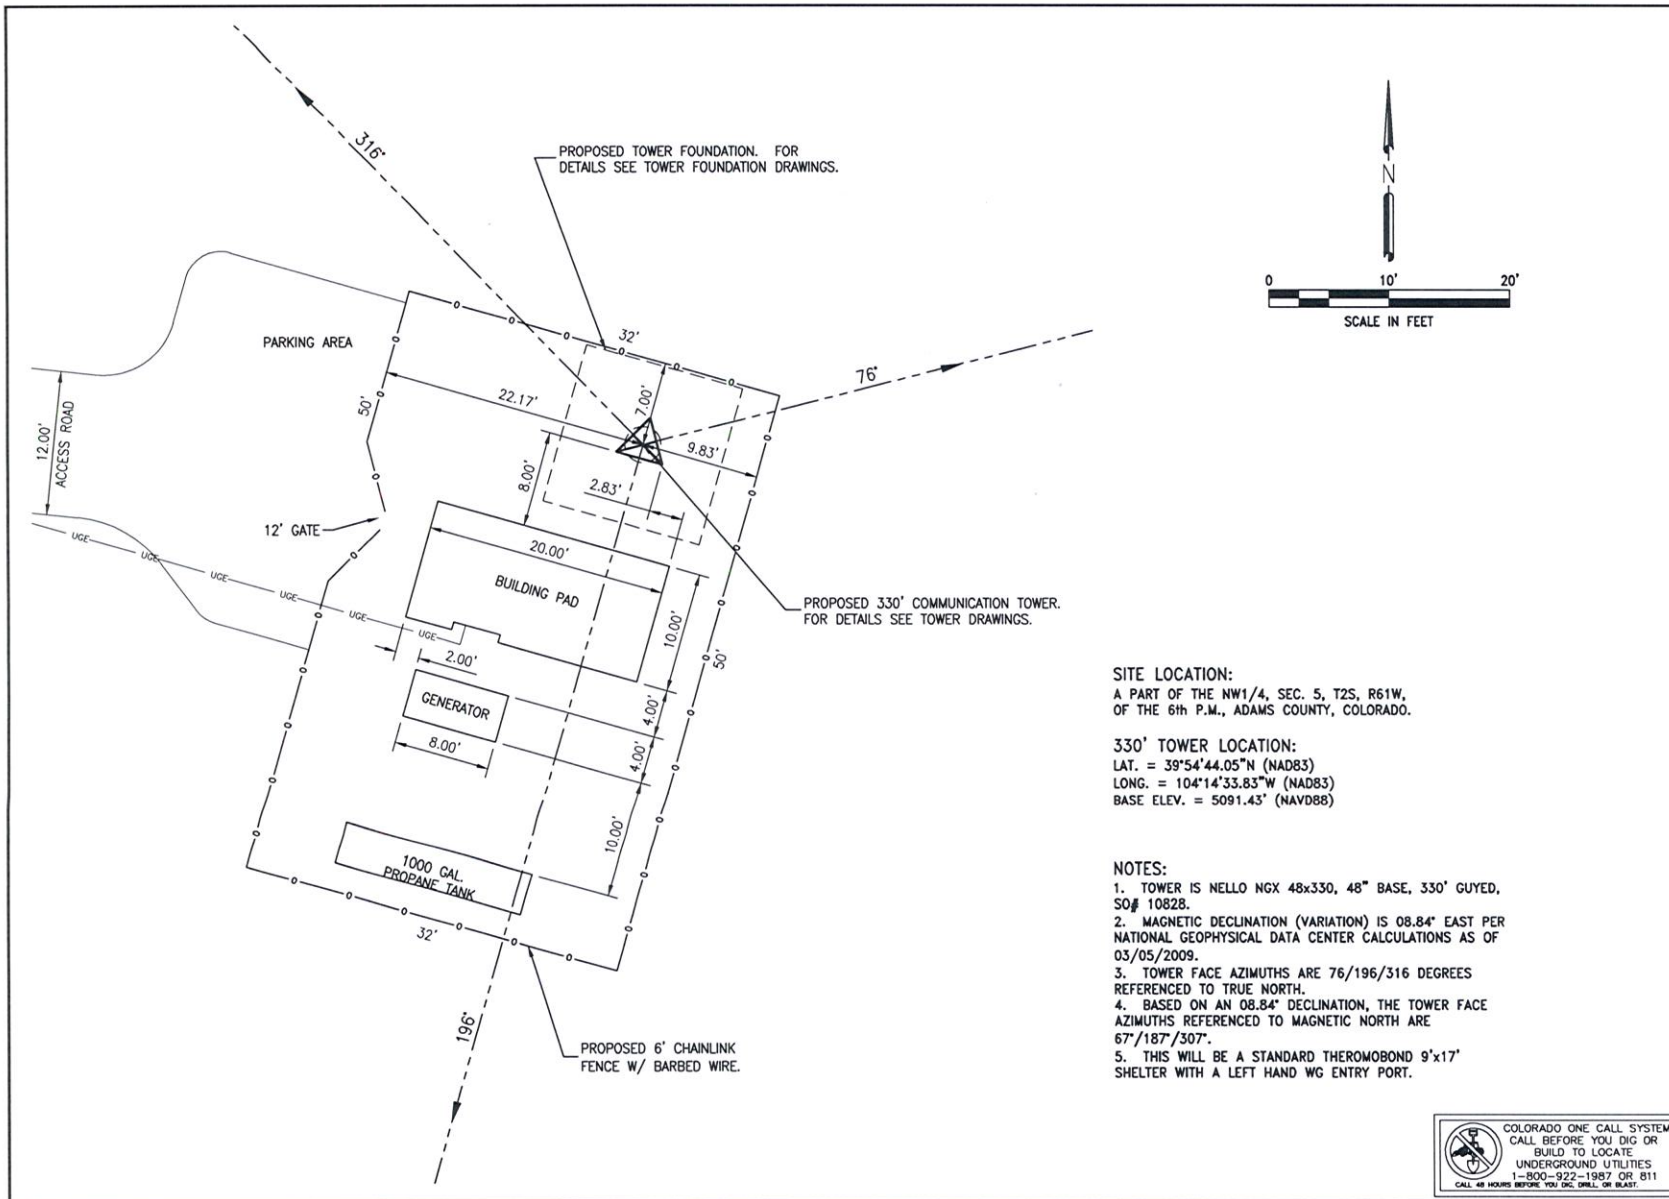 316°
PROPOSED TOWER FOUNDATION. FOR
DETAILS SEE TOWER FOUNDATION DRAWINGS.
N
0 10' 20'
SCALE IN FEET
PARKING AREA
32'
76°
22.17'
7.00'
50'
12.00'
ACCESS ROAD
9.83'
8.00'
2.83'
12' GATE
UGE
UGE
UGE
UGE
UGE
UGE
20.00'
BUILDING PAD
PROPOSED 330' COMMUNICATION TOWER.
FOR DETAILS SEE TOWER DRAWINGS.
10.00'
50'
2.00'
GENERATOR
4.00'
8.00'
4.00'
10.00'
1000 GAL.
PROPANE TANK
32'
196°
PROPOSED 6' CHAINLINK
FENCE W/ BARBED WIRE.
SITE LOCATION:
A PART OF THE NW1/4, SEC. 5, T2S, R61W,
OF THE 6th P.M., ADAMS COUNTY, COLORADO.
330' TOWER LOCATION:
LAT. = 39°54'44.05"N (NAD83)
LONG. = 104°14'33.83"W (NAD83)
BASE ELEV. = 5091.43' (NAVD88)
NOTES:
1. TOWER IS NELLO NGX 48x330, 48" BASE, 330' GUYED,
SO# 10828.
2. MAGNETIC DECLINATION (VARIATION) IS 08.84° EAST PER
NATIONAL GEOPHYSICAL DATA CENTER CALCULATIONS AS OF
03/05/2009.
3. TOWER FACE AZIMUTHS ARE 76/196/316 DEGREES
REFERENCED TO TRUE NORTH.
4. BASED ON AN 08.84° DECLINATION, THE TOWER FACE
AZIMUTHS REFERENCED TO MAGNETIC NORTH ARE
67°/187°/307°.
5. THIS WILL BE A STANDARD THEROMOBOND 9'x17'
SHELTER WITH A LEFT HAND WG ENTRY PORT.
COLORADO ONE CALL SYSTEM
CALL BEFORE YOU DIG OR
BUILD TO LOCATE
UNDERGROUND UTILITIES
1-800-922-1987 OR 811
CALL 48 HOURS BEFORE YOU DIG, DRILL, OR BLAST.